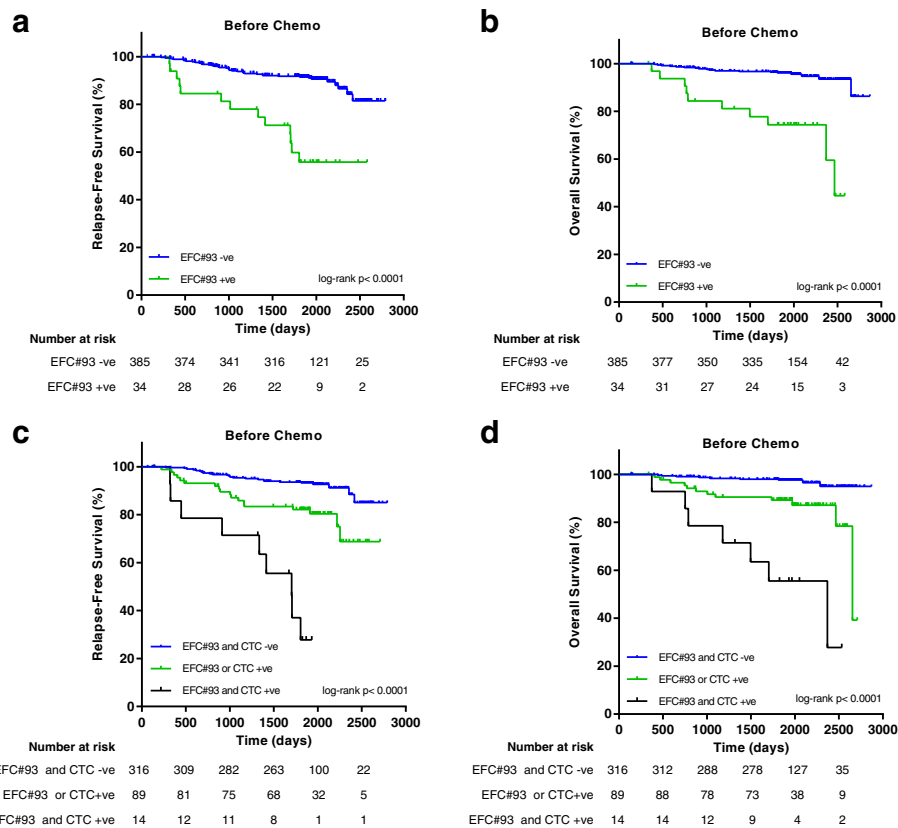 a
Before Chemo
Relapse-Free Survival (%)
100
80
60
40
20
0
EFC#93 -ve
EFC#93 +ve
log-rank p< 0.0001
0 500 1000 1500 2000 2500 3000
Time (days)
Number at risk
EFC#93 -ve 385 374 341 316 121 25
EFC#93 +ve 34 28 26 22 9 2
b
Before Chemo
Overall Survival (%)
100
80
60
40
20
0
EFC#93 -ve
EFC#93 +ve
log-rank p< 0.0001
0 500 1000 1500 2000 2500 3000
Time (days)
Number at risk
EFC#93 -ve 385 377 350 335 154 42
EFC#93 +ve 34 31 27 24 15 3
c
Before Chemo
Relapse-Free Survival (%)
100
80
60
40
20
0
EFC#93 and CTC -ve
EFC#93 or CTC +ve
EFC#93 and CTC +ve
log-rank p< 0.0001
0 500 1000 1500 2000 2500 3000
Time (days)
Number at risk
EFC#93 and CTC -ve 316 309 282 263 100 22
EFC#93 or CTC+ve 89 81 75 68 32 5
EFC#93 and CTC +ve 14 12 11 8 1 1
d
Before Chemo
Overall Survival (%)
100
80
60
40
20
0
EFC#93 and CTC -ve
EFC#93 or CTC +ve
EFC#93 and CTC +ve
log-rank p< 0.0001
0 500 1000 1500 2000 2500 3000
Time (days)
Number at risk
EFC#93 and CTC -ve 316 312 288 278 127 35
EFC#93 or CTC+ve 89 88 78 73 38 9
EFC#93 and CTC +ve 14 14 12 9 4 2